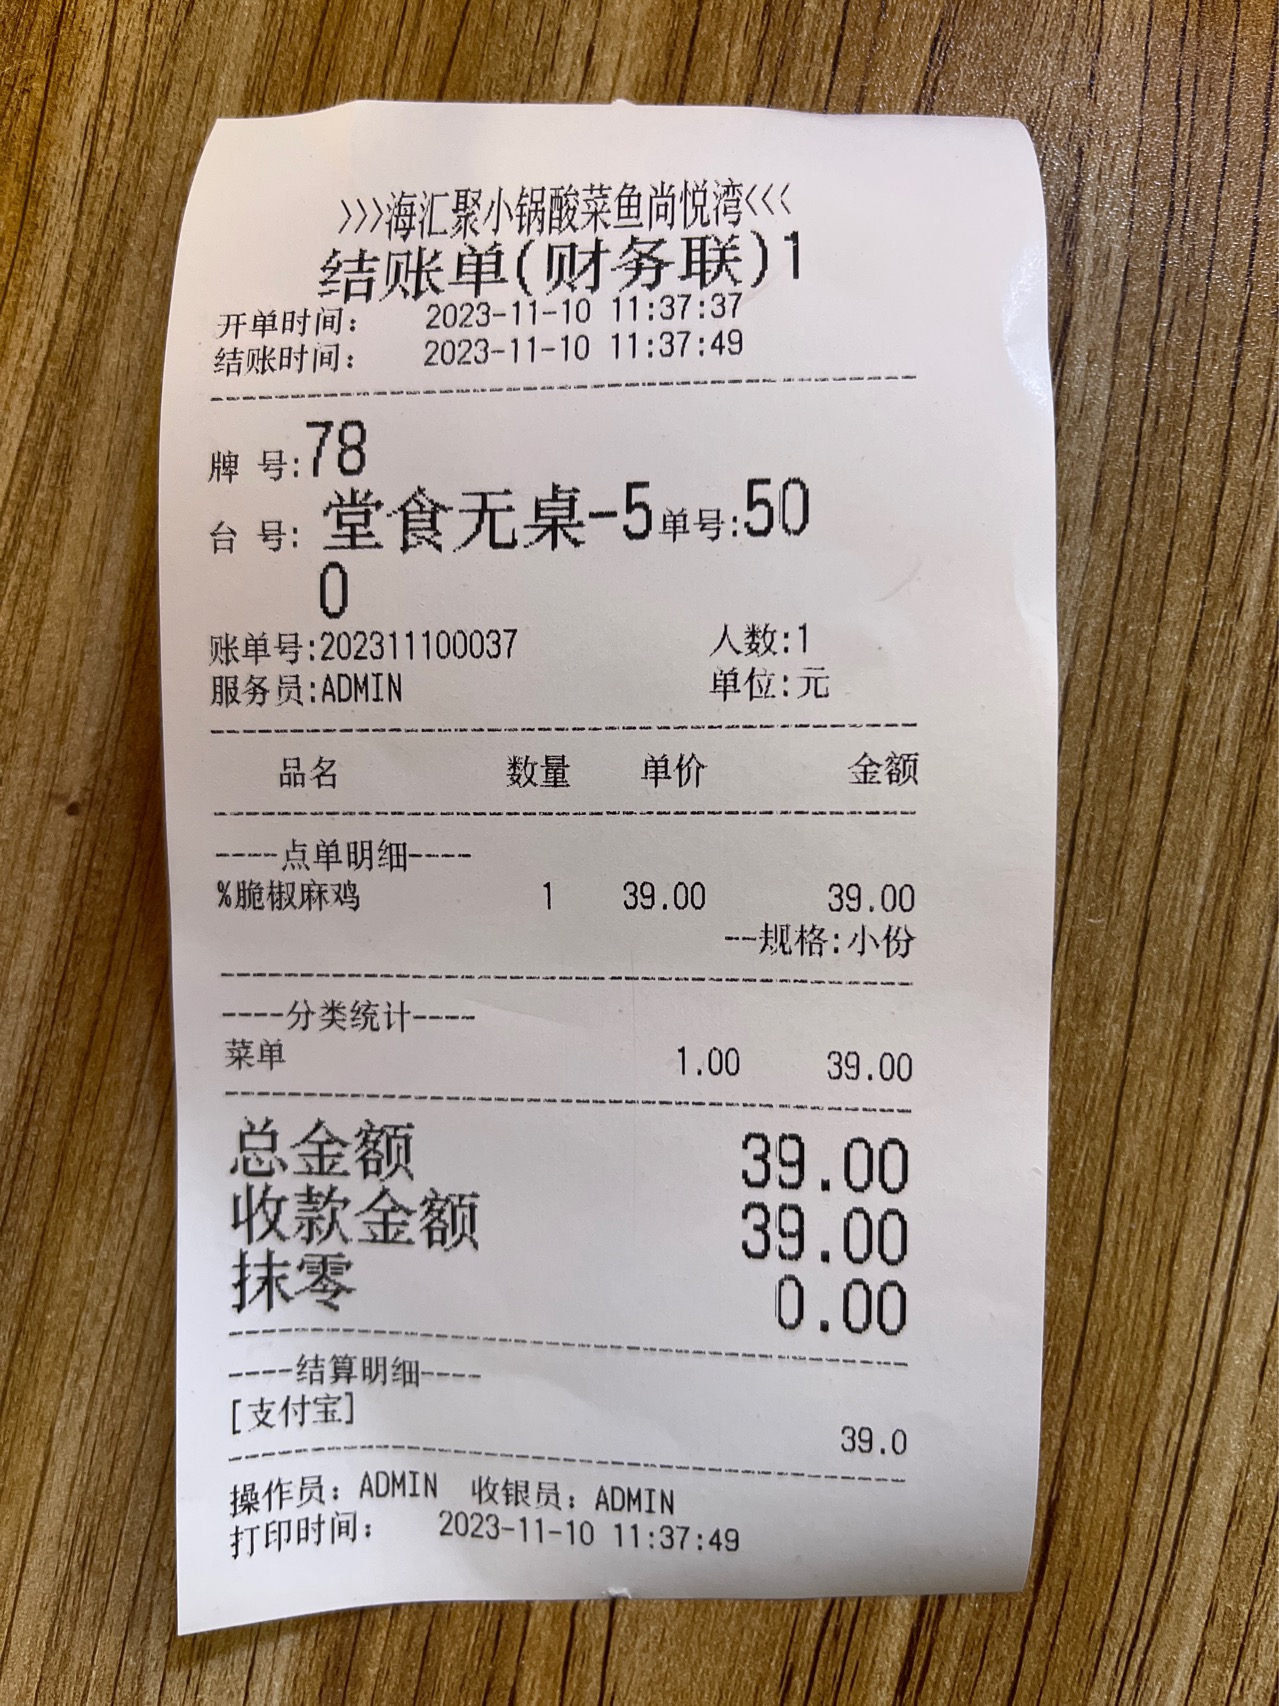 >>>海汇聚小锅酸菜鱼尚悦湾<<<
结账单(财务联)1
开单时间： 2023-11-10 11:37:37
结账时间： 2023-11-10 11:37:49
牌 号:78
台 号: 堂食无桌-5单号:50
0
账单号:202311100037 人数:1
服务员:ADMIN 单位:元
品名 数量 单价 金额
----点单明细----
%脆椒麻鸡 1 39.00 39.00
--规格:小份
----分类统计----
菜单 1.00 39.00
总金额 39.00
收款金额 39.00
抹零 0.00
----结算明细----
[支付宝] 39.0
操作员：ADMIN 收银员：ADMIN
打印时间： 2023-11-10 11:37:49